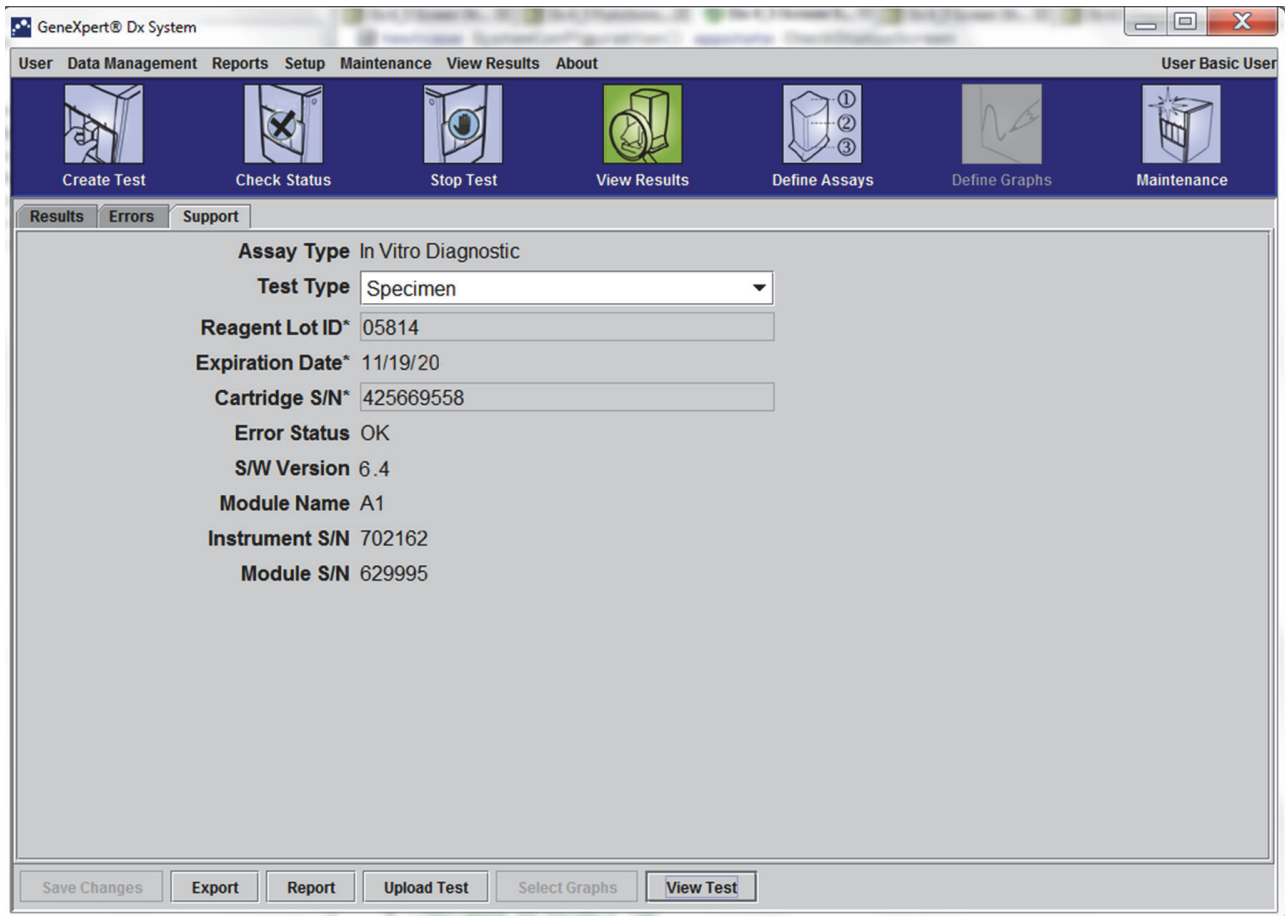 GeneXpert® Dx System
User Data Management Reports Setup Maintenance View Results About User Basic User
① ② ③
Create Test Check Status Stop Test View Results Define Assays Define Graphs Maintenance
Results Errors Support
Assay Type In Vitro Diagnostic
Test Type Specimen
Reagent Lot ID* 05814
Expiration Date* 11/19/20
Cartridge S/N* 425669558
Error Status OK
S/W Version 6.4
Module Name A1
Instrument S/N 702162
Module S/N 629995
Save Changes Export Report Upload Test Select Graphs View Test